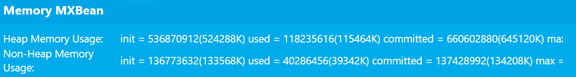 Memory MXBean
Heap Memory Usage: init = 536870912(524288K) used = 118235616(115464K) committed = 660602880(645120K) ma:
Non-Heap Memory Usage: init = 136773632(133568K) used = 40286456(39342K) committed = 137428992(134208K) max =